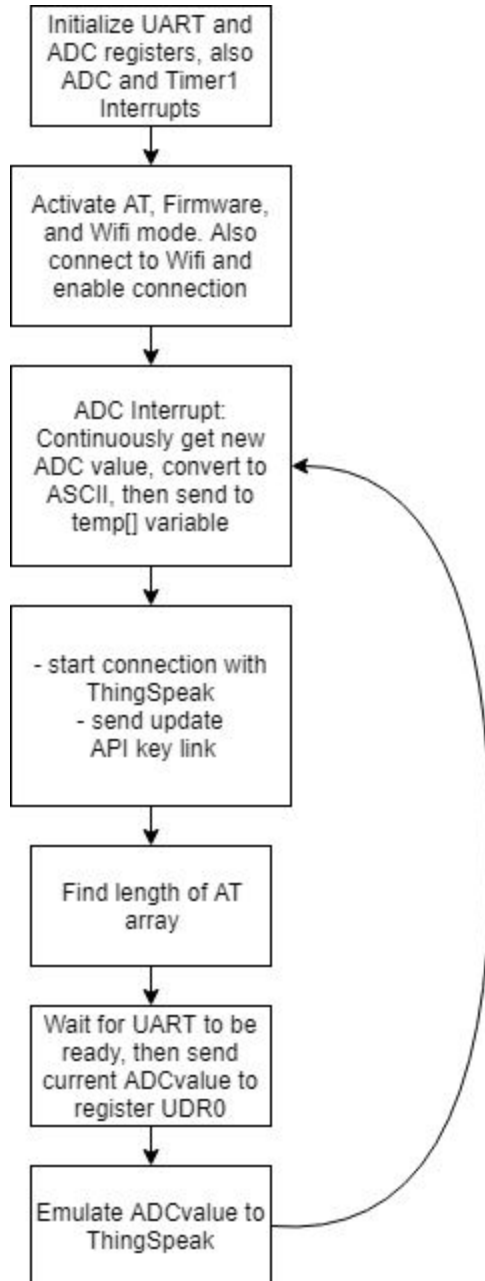 Initialize UART and
ADC registers, also
ADC and Timer1
Interrupts
Activate AT, Firmware,
and Wifi mode. Also
connect to Wifi and
enable connection
ADC Interrupt:
Continuously get new
ADC value, convert to
ASCII, then send to
temp[] variable
- start connection with
ThingSpeak
- send update
API key link
Find length of AT
array
Wait for UART to be
ready, then send
current ADCvalue to
register UDR0
Emulate ADCvalue to
ThingSpeak